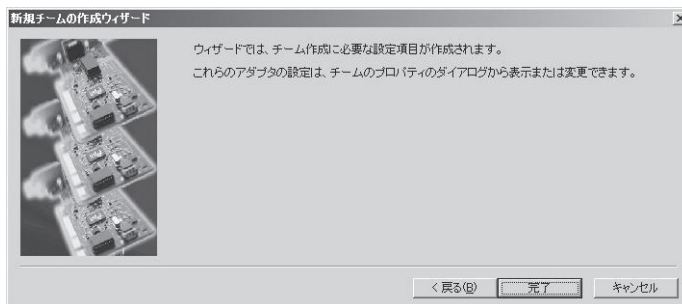 新規チームの作成ウィザード
ウィザードでは、チーム作成に必要な設定項目が作成されます。
これらのアダプタの設定は、チームのプロパティのダイアログから表示または変更できます。
< 戻る(B)
完了
キャンセル